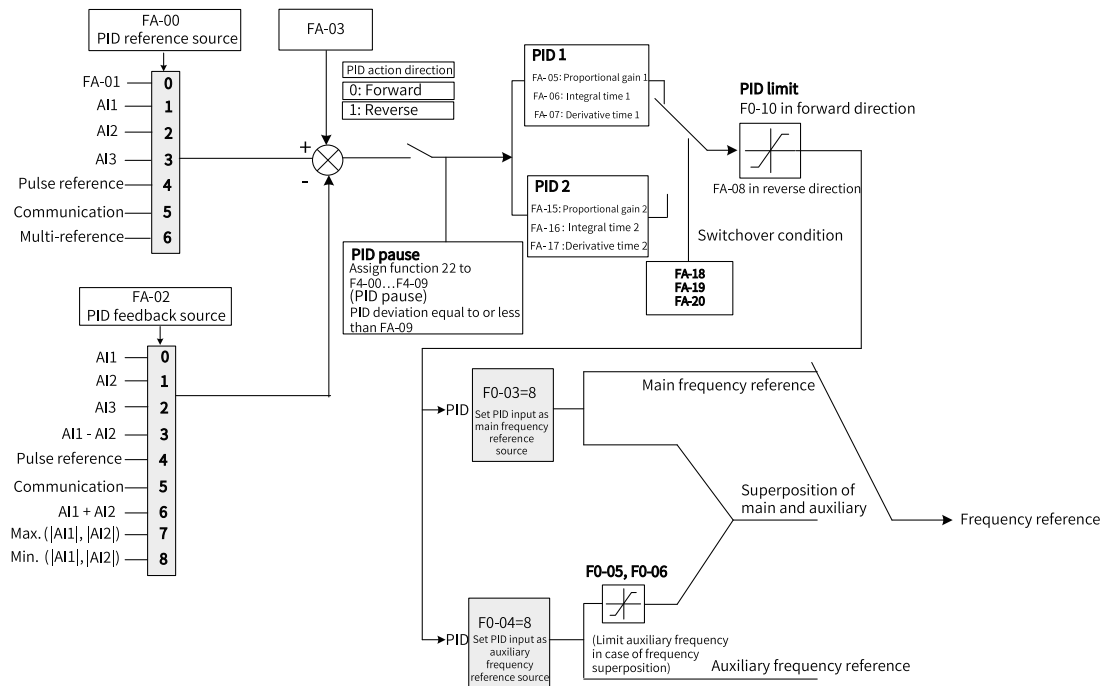 FA-00
PID reference source
FA-01
0
AI1
1
AI2
2
AI3
3
Pulse reference
4
Communication
5
Multi-reference
6
FA-03
PID action direction
0: Forward
1: Reverse
+
-
PID 1
FA-05: Proportional gain 1
FA-06: Integral time 1
FA-07: Derivative time 1
PID 2
FA-15: Proportional gain 2
FA-16: Integral time 2
FA-17: Derivative time 2
PID limit
F0-10 in forward direction
FA-08 in reverse direction
Switchover condition
FA-18
FA-19
FA-20
PID pause
Assign function 22 to
F4-00...F4-09
(PID pause)
PID deviation equal to or less
than FA-09
FA-02
PID feedback source
AI1
0
AI2
1
AI3
2
AI1 - AI2
3
Pulse reference
4
Communication
5
AI1 + AI2
6
Max. (|AI1|, |AI2|)
7
Min. (|AI1|, |AI2|)
8
PID
F0-03=8
Set PID input as
main frequency
reference
source
Main frequency reference
Superposition of
main and auxiliary
Frequency reference
F0-05, F0-06
PID
F0-04=8
Set PID input as
auxiliary
frequency
reference source
(Limit auxiliary frequency
in case of frequency
superposition)
Auxiliary frequency reference